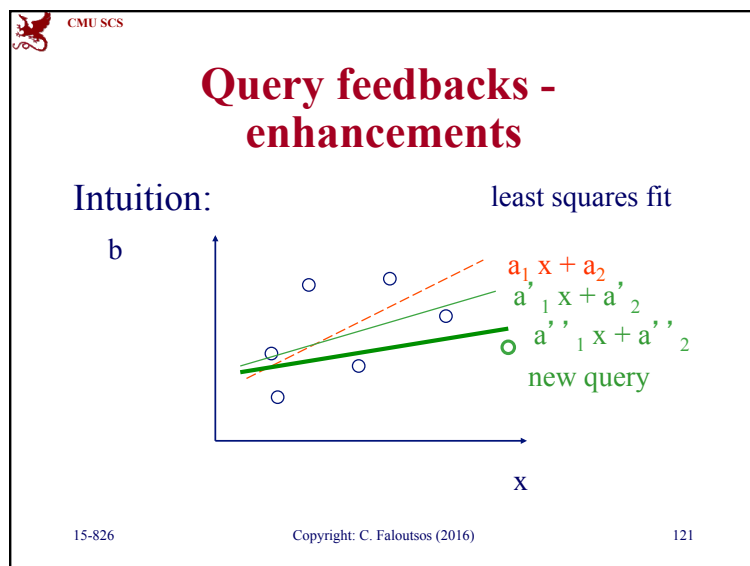 CMU SCS
Query feedbacks -
enhancements
Intuition:
least squares fit
b
a₁ x + a₂
a’₁ x + a’₂
a’’₁ x + a’’₂
new query
x
15-826
Copyright: C. Faloutsos (2016)
121